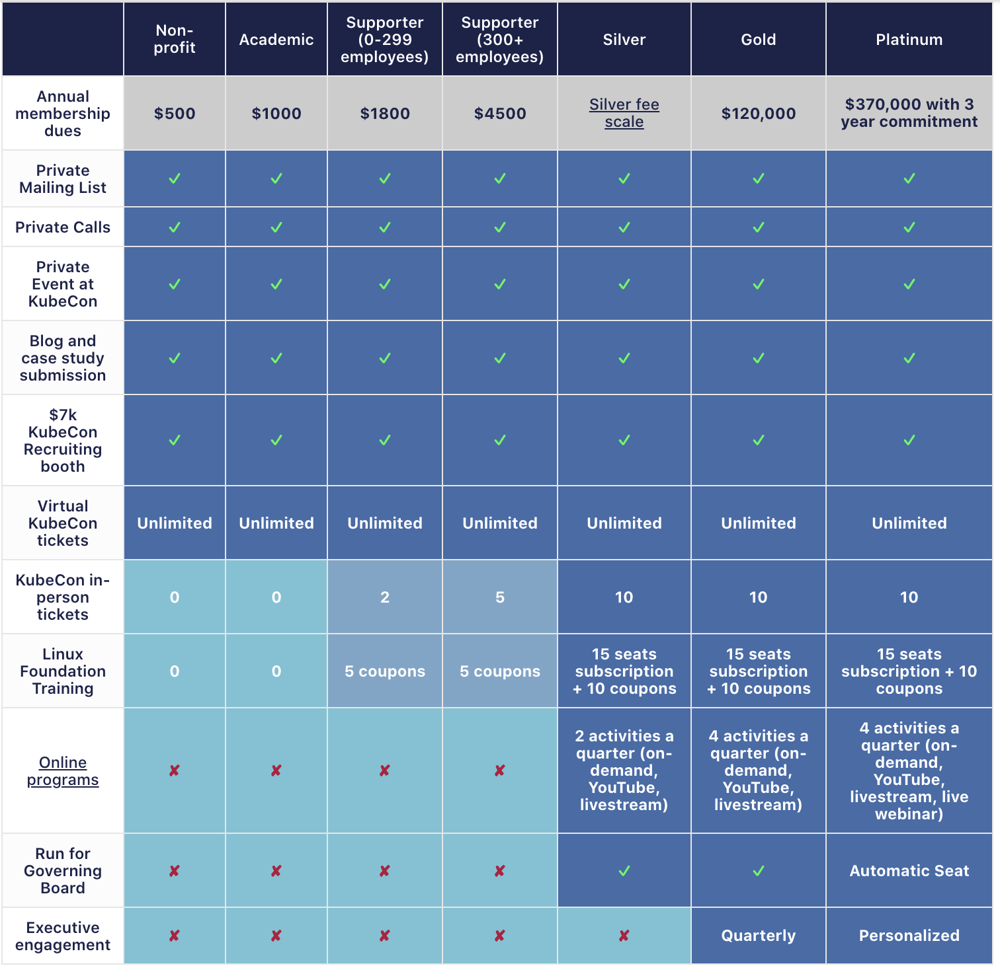 Non-
profit
Academic
Supporter
(0-299
employees)
Supporter
(300+
employees)
Silver
Gold
Platinum
Annual
membership
dues
$500
$1000
$1800
$4500
Silver fee
scale
$120,000
$370,000 with 3
year commitment
Private
Mailing List
✓
✓
✓
✓
✓
✓
✓
Private Calls
✓
✓
✓
✓
✓
✓
✓
Private
Event at
KubeCon
✓
✓
✓
✓
✓
✓
✓
Blog and
case study
submission
✓
✓
✓
✓
✓
✓
✓
$7k
KubeCon
Recruiting
booth
✓
✓
✓
✓
✓
✓
✓
Virtual
KubeCon
tickets
Unlimited
Unlimited
Unlimited
Unlimited
Unlimited
Unlimited
Unlimited
KubeCon in-
person
tickets
0
0
2
5
10
10
10
Linux
Foundation
Training
0
0
5 coupons
5 coupons
15 seats
subscription
+ 10 coupons
15 seats
subscription
+ 10 coupons
15 seats
subscription + 10
coupons
Online
programs
✘
✘
✘
✘
2 activities a
quarter (on-
demand,
YouTube,
livestream)
4 activities a
quarter (on-
demand,
YouTube,
livestream)
4 activities a
quarter (on-
demand,
YouTube,
livestream, live
webinar)
Run for
Governing
Board
✘
✘
✘
✘
✓
✓
Automatic Seat
Executive
engagement
✘
✘
✘
✘
✘
Quarterly
Personalized